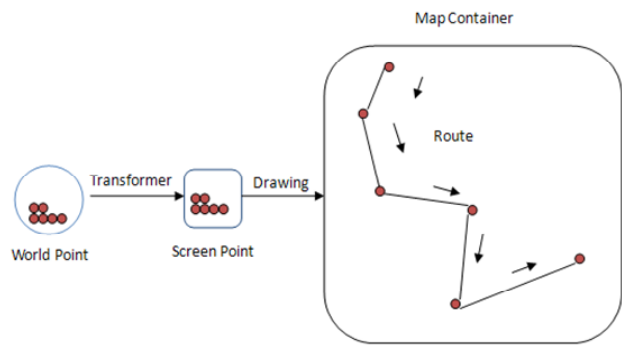 Map Container
Route
Transformer
Drawing
World Point
Screen Point